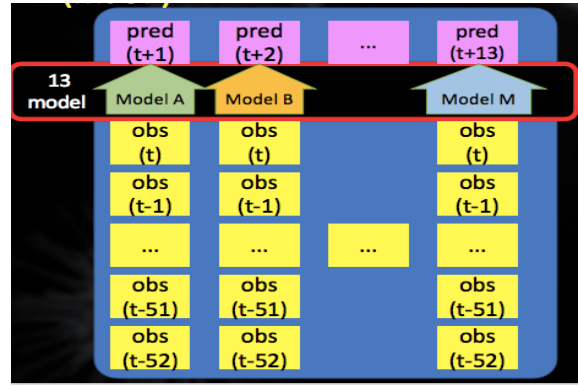 pred pred ... pred
(t+1) (t+2) (t+13)
13
model
Model A Model B Model M
obs obs obs
(t) (t) (t)
obs obs obs
(t-1) (t-1) (t-1)
... ... ... ...
obs obs obs
(t-51) (t-51) (t-51)
obs obs obs
(t-52) (t-52) (t-52)